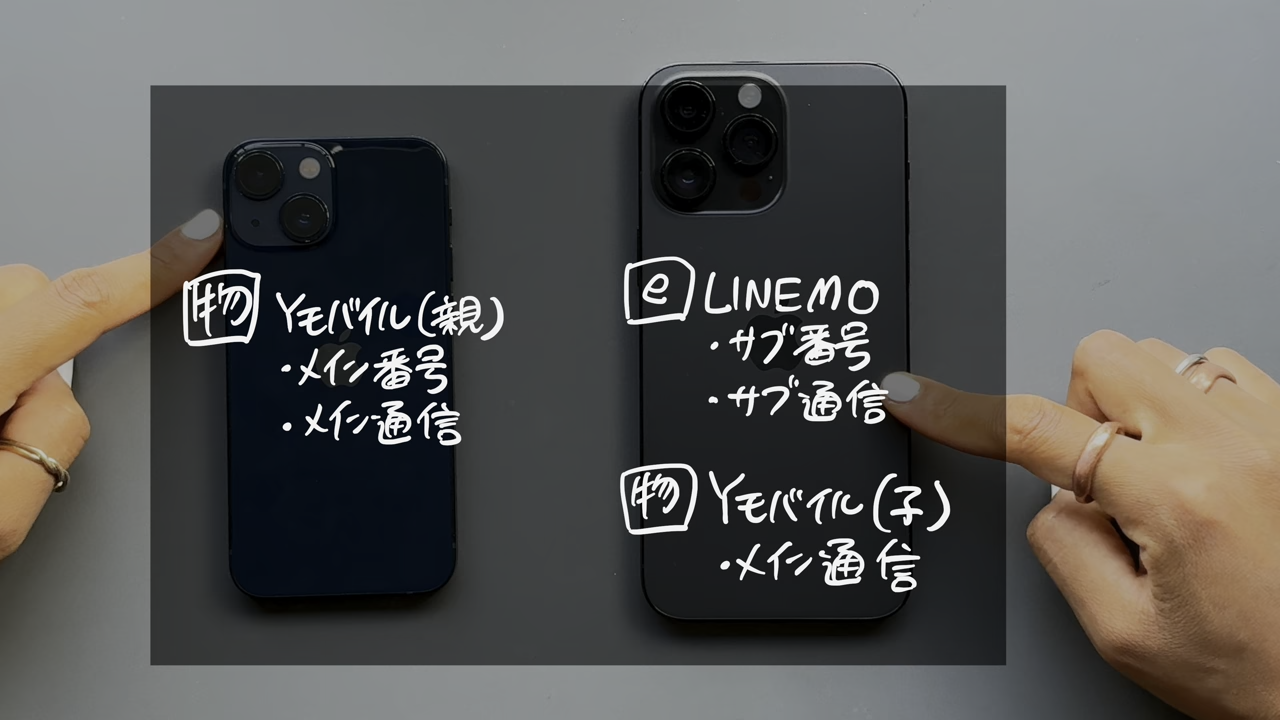 物 Yモバイル(親)
・メイン番号
・メイン通信
e LINEMO
・サブ番号
・サブ通信
物 Yモバイル(子)
・メイン通信